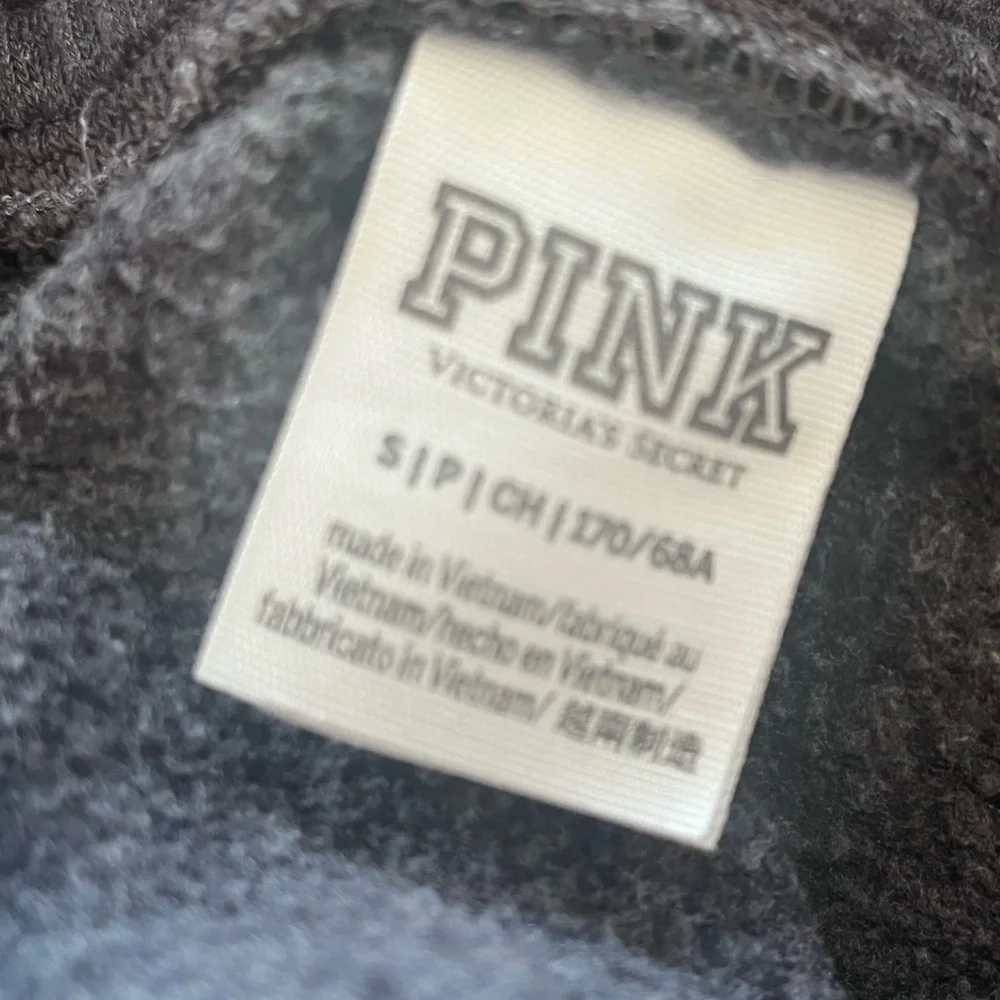 PINK
VICTORIA'S SECRET
S | P | CH | 170/68A
made in Vietnam/fabriqué au
Vietnam/hecho en Vietnam/
fabbricato in Vietnam/ 越南制造